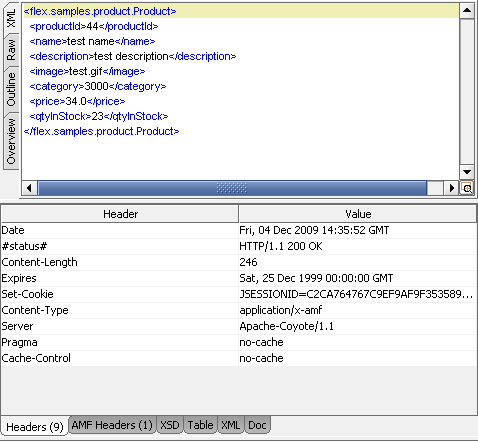 XML
Raw
Outline
Overview
<flex.samples.product.Product>
<productId>44</productId>
<name>test name</name>
<description>test description</description>
<image>test.gif</image>
<category>3000</category>
<price>34.0</price>
<qtyInStock>23</qtyInStock>
</flex.samples.product.Product>
Header Value
Date Fri, 04 Dec 2009 14:35:52 GMT
#status# HTTP/1.1 200 OK
Content-Length 246
Expires Sat, 25 Dec 1999 00:00:00 GMT
Set-Cookie JSESSIONID=C2CA764767C9EF9AF9F353589...
Content-Type application/x-amf
Server Apache-Coyote/1.1
Pragma no-cache
Cache-Control no-cache
Headers (9) AMF Headers (1) XSD Table XML Doc